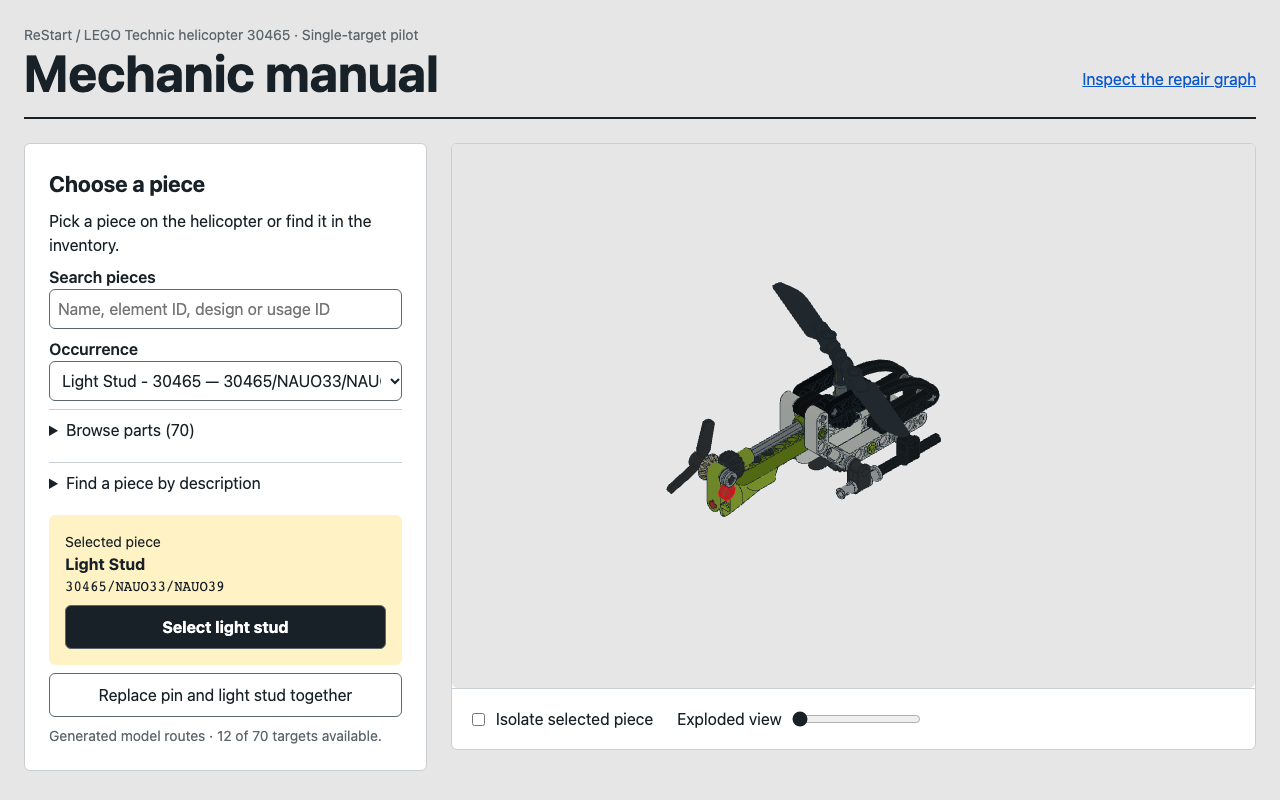 ReStart / LEGO Technic helicopter 30465 · Single-target pilot
Mechanic manual
Inspect the repair graph
Choose a piece
Pick a piece on the helicopter or find it in the
inventory.
Search pieces
Name, element ID, design or usage ID
Occurrence
Light Stud - 30465 — 30465/NAUO33/NAU
Browse parts (70)
Find a piece by description
Selected piece
Light Stud
30465/NAUO33/NAUO39
Select light stud
Replace pin and light stud together
Generated model routes · 12 of 70 targets available.
Isolate selected piece
Exploded view